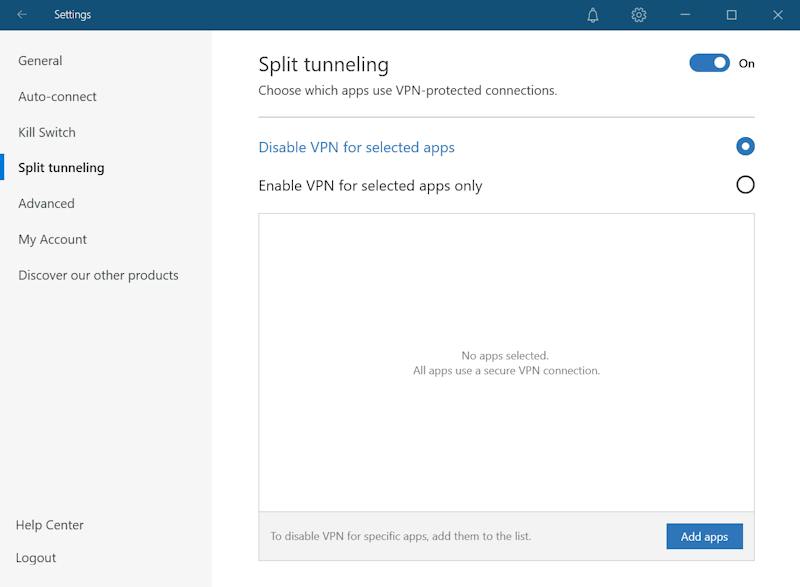 Settings
General
Auto-connect
Kill Switch
Split tunneling
Advanced
My Account
Discover our other products
Help Center
Logout
Split tunneling
On
Choose which apps use VPN-protected connections.
Disable VPN for selected apps
Enable VPN for selected apps only
No apps selected.
All apps use a secure VPN connection.
To disable VPN for specific apps, add them to the list.
Add apps